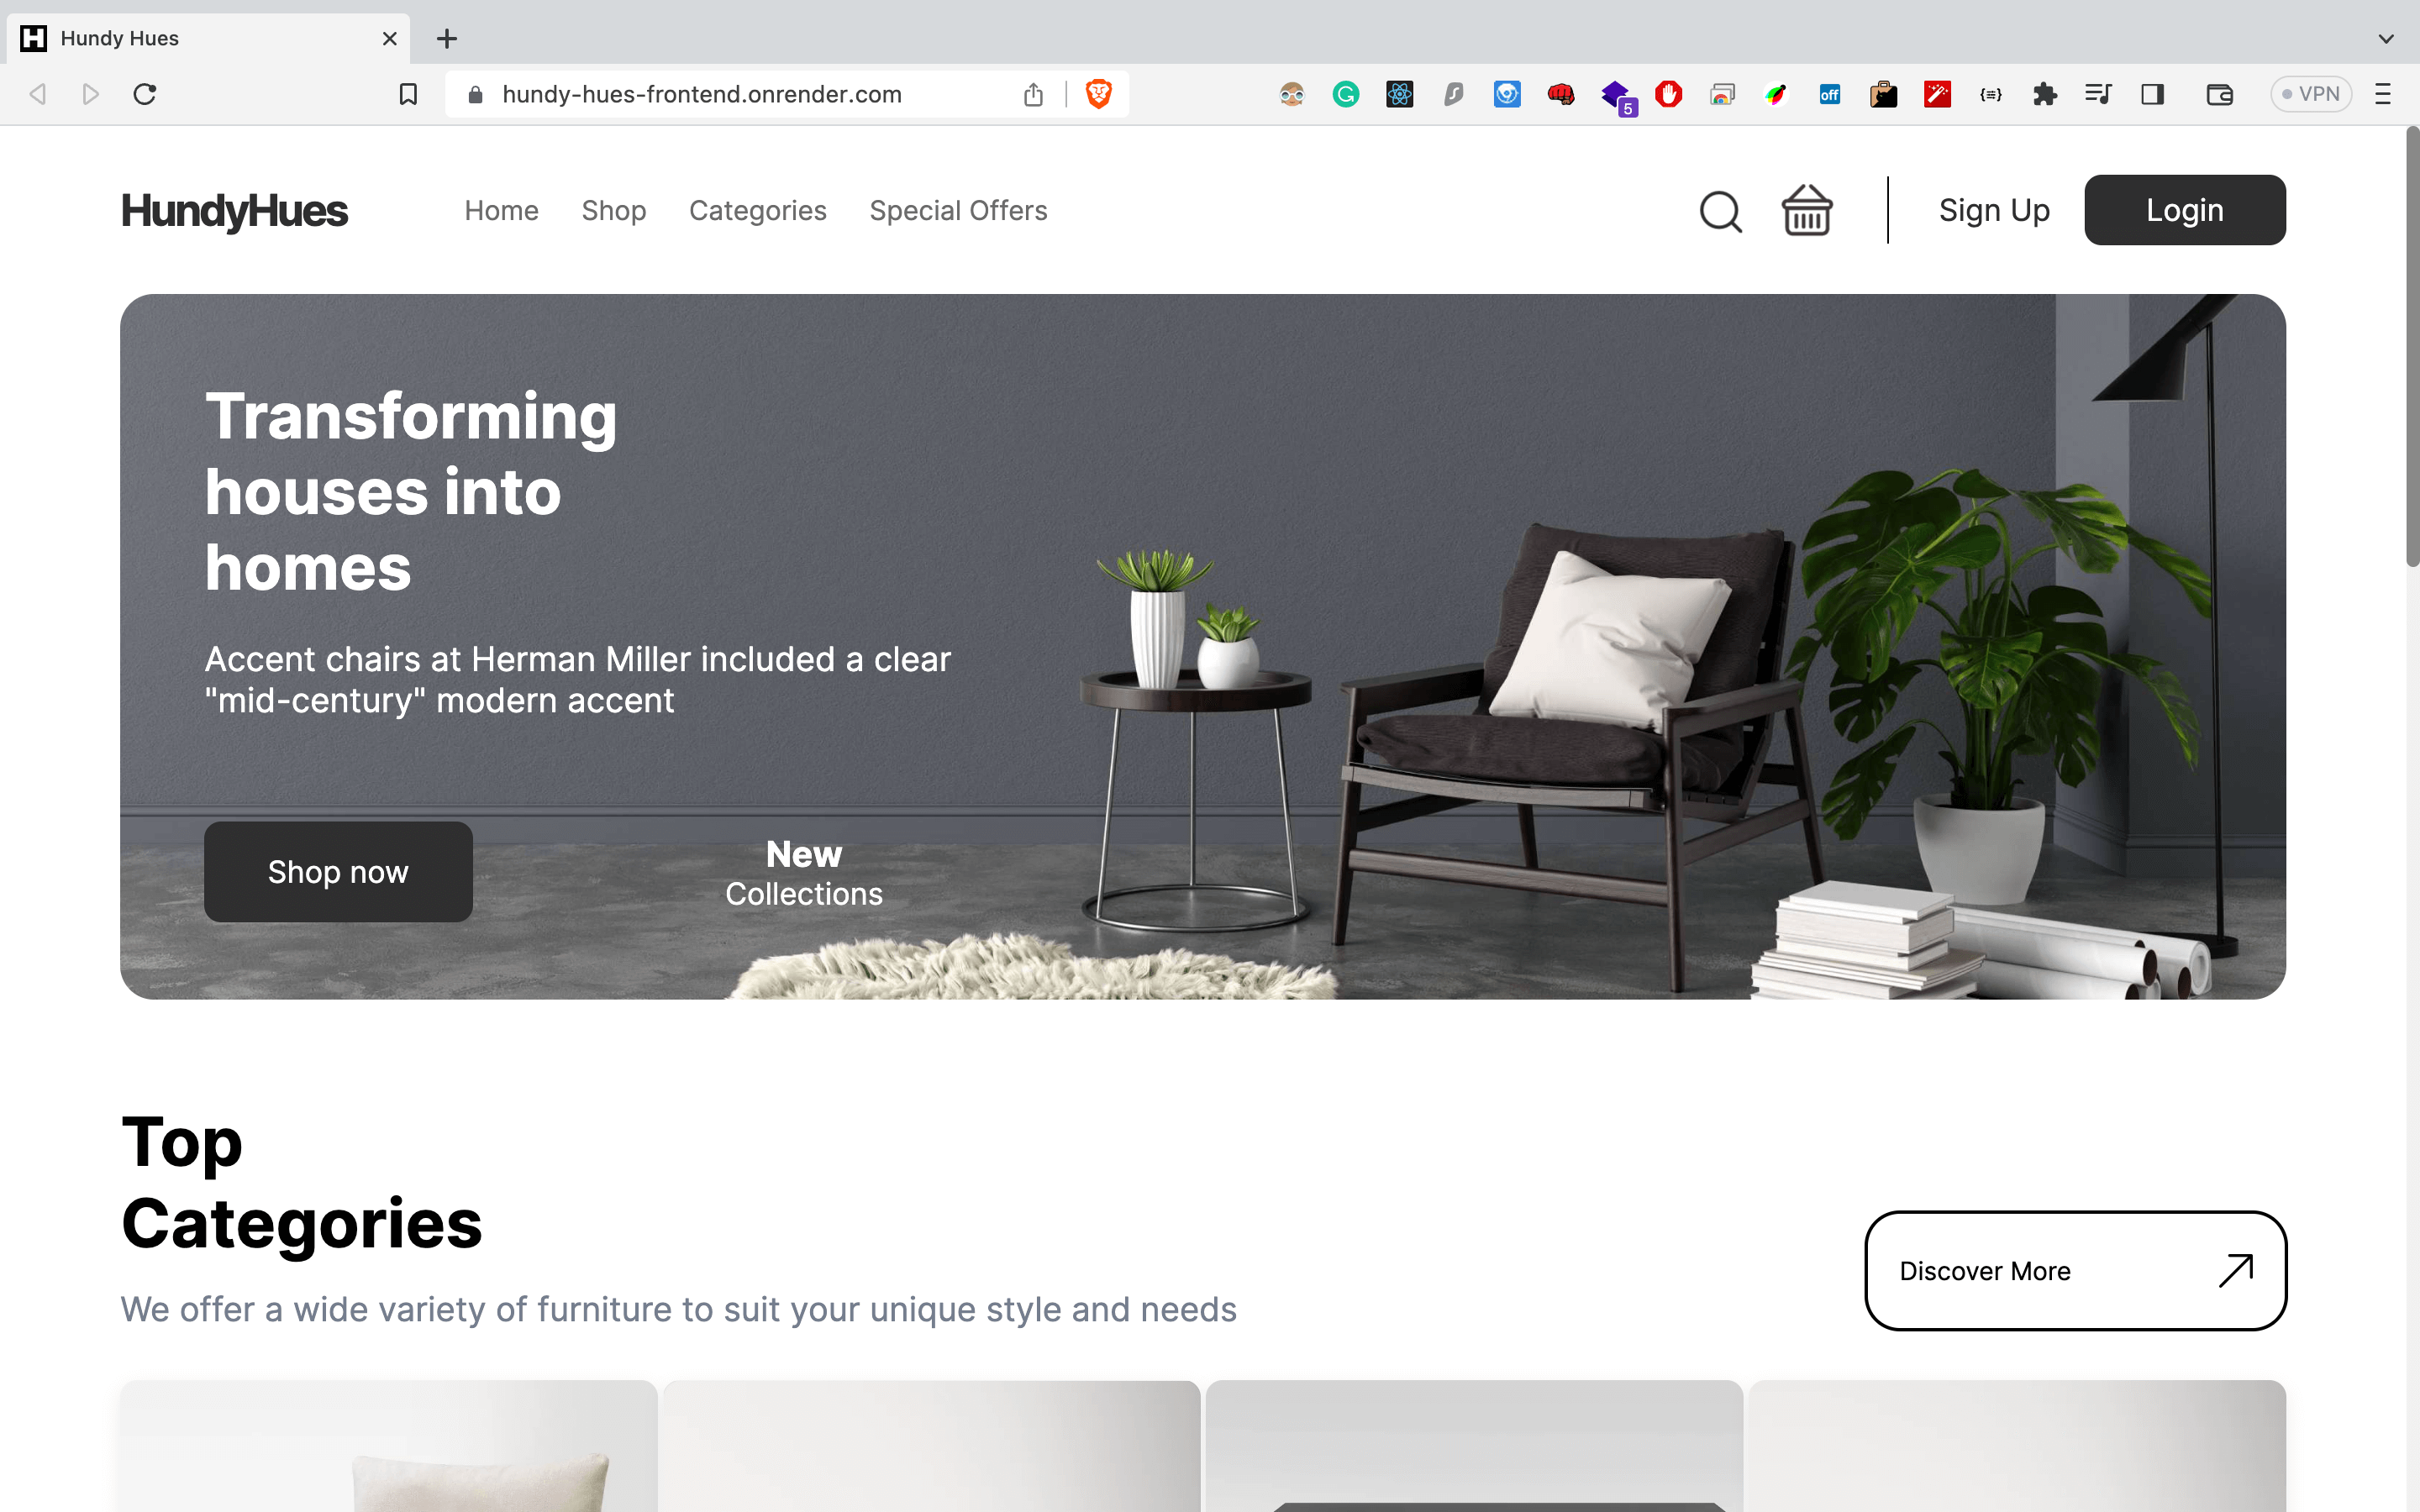 Hundy Hues
hundy-hues-frontend.onrender.com
5
off
VPN
HundyHues
Home
Shop
Categories
Special Offers
Sign Up
Login
Transforming
houses into
homes
Accent chairs at Herman Miller included a clear
"mid-century" modern accent
Shop now
New
Collections
Top
Categories
We offer a wide variety of furniture to suit your unique style and needs
Discover More